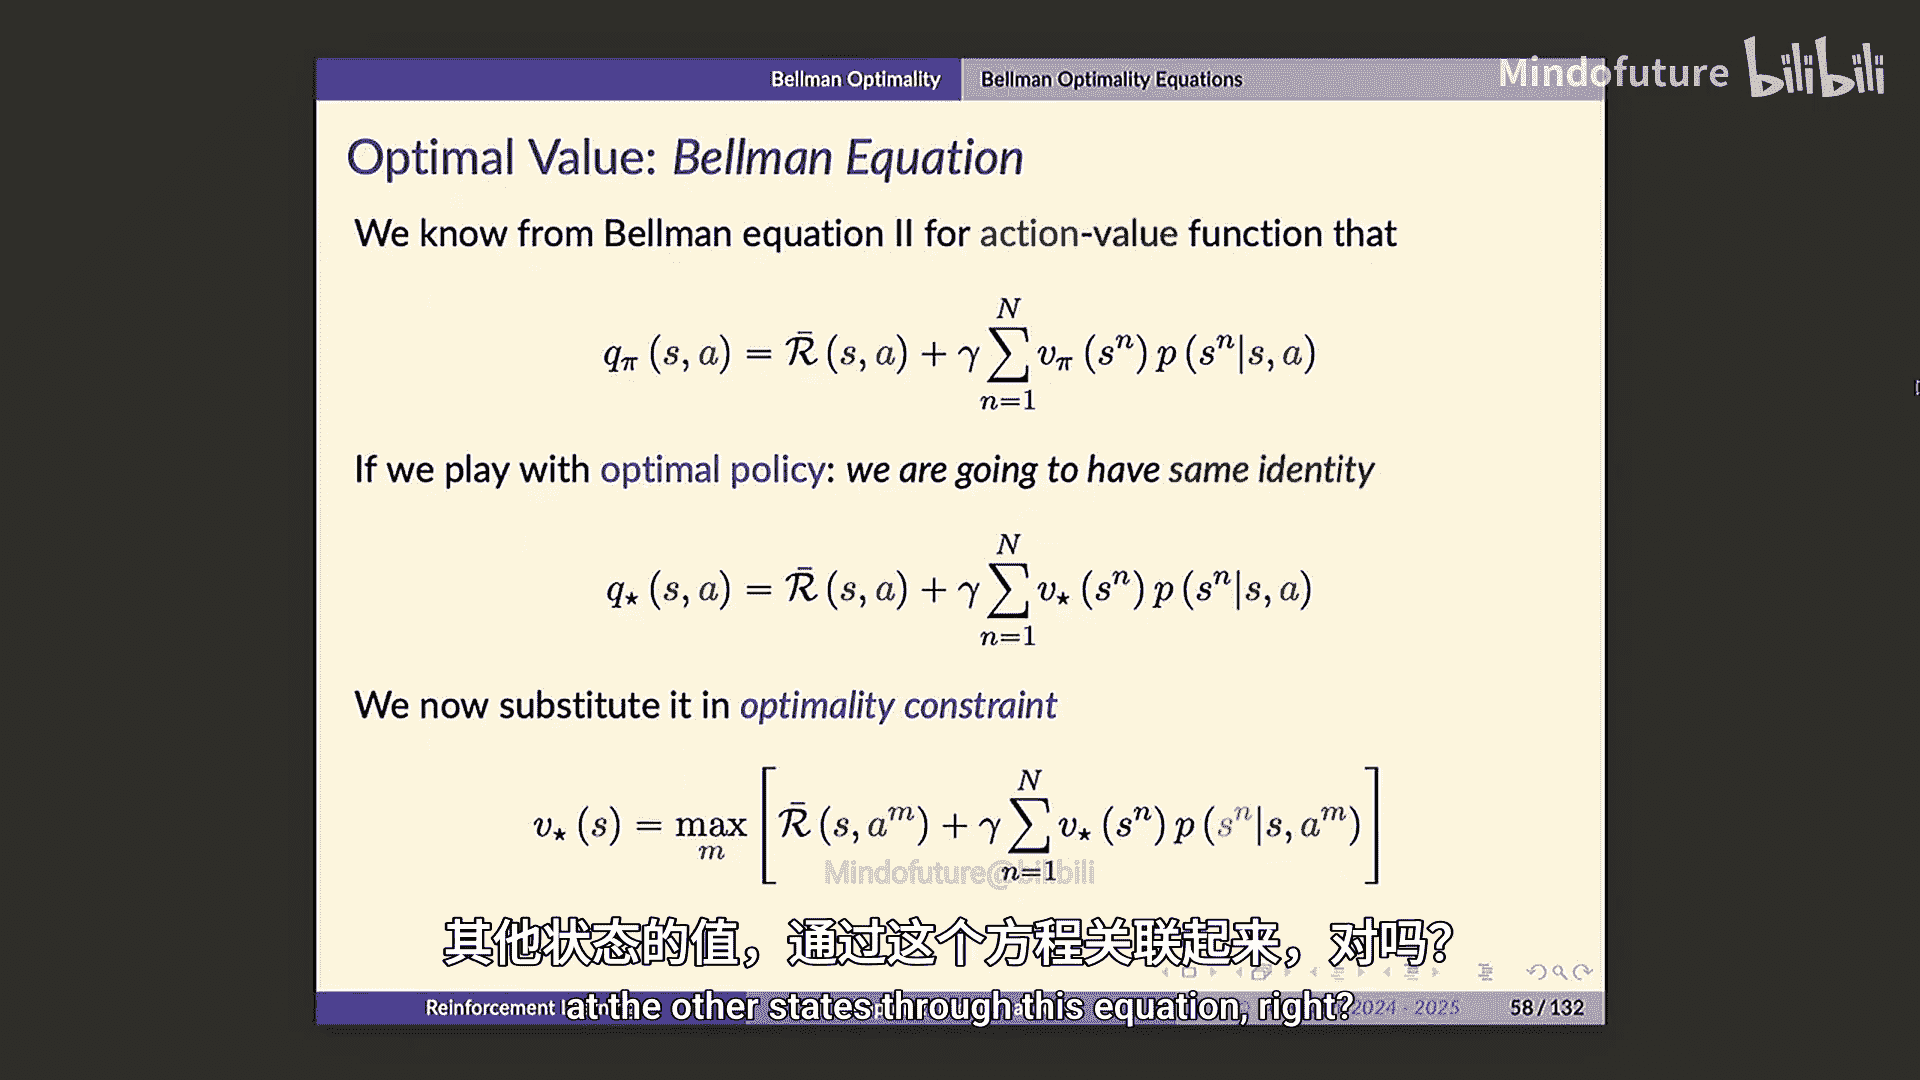 Bellman Optimality Bellman Optimality Equations
Mindofuture bilibili
Optimal Value: Bellman Equation
We know from Bellman equation II for action-value function that
q_π (s, a) = R̄ (s, a) + γ ∑_{n=1}^{N} v_π (s^n) p (s^n|s, a)
If we play with optimal policy: we are going to have same identity
q_⋆ (s, a) = R̄ (s, a) + γ ∑_{n=1}^{N} v_⋆ (s^n) p (s^n|s, a)
We now substitute it in optimality constraint
v_⋆ (s) = max_m [ R̄ (s, a^m) + γ ∑_{n=1}^{N} v_⋆ (s^n) p (s^n|s, a^m) ]
Mindofuture@bilibili
其他状态的值，通过这个方程关联起来，对吗？
at the other states through this equation, right?
Reinforcement 2024 - 2025 58 / 132